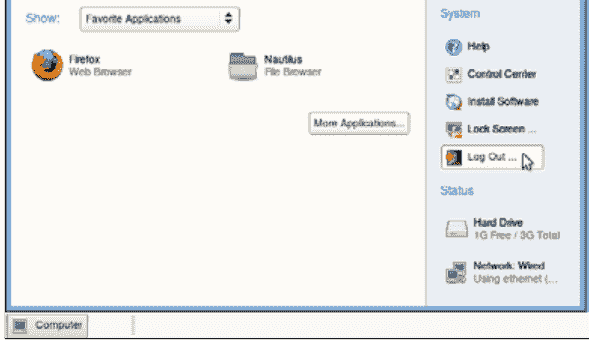 Show: Favorite Applications
Firefox
Web Browser
Nautilus
File Browser
More Applications...
System
Help
Control Center
Install Software
Lock Screen ...
Log Out ...
Status
Hard Drive
1G Free / 3G Total
Network: Wired
Using ethernet (...
Computer